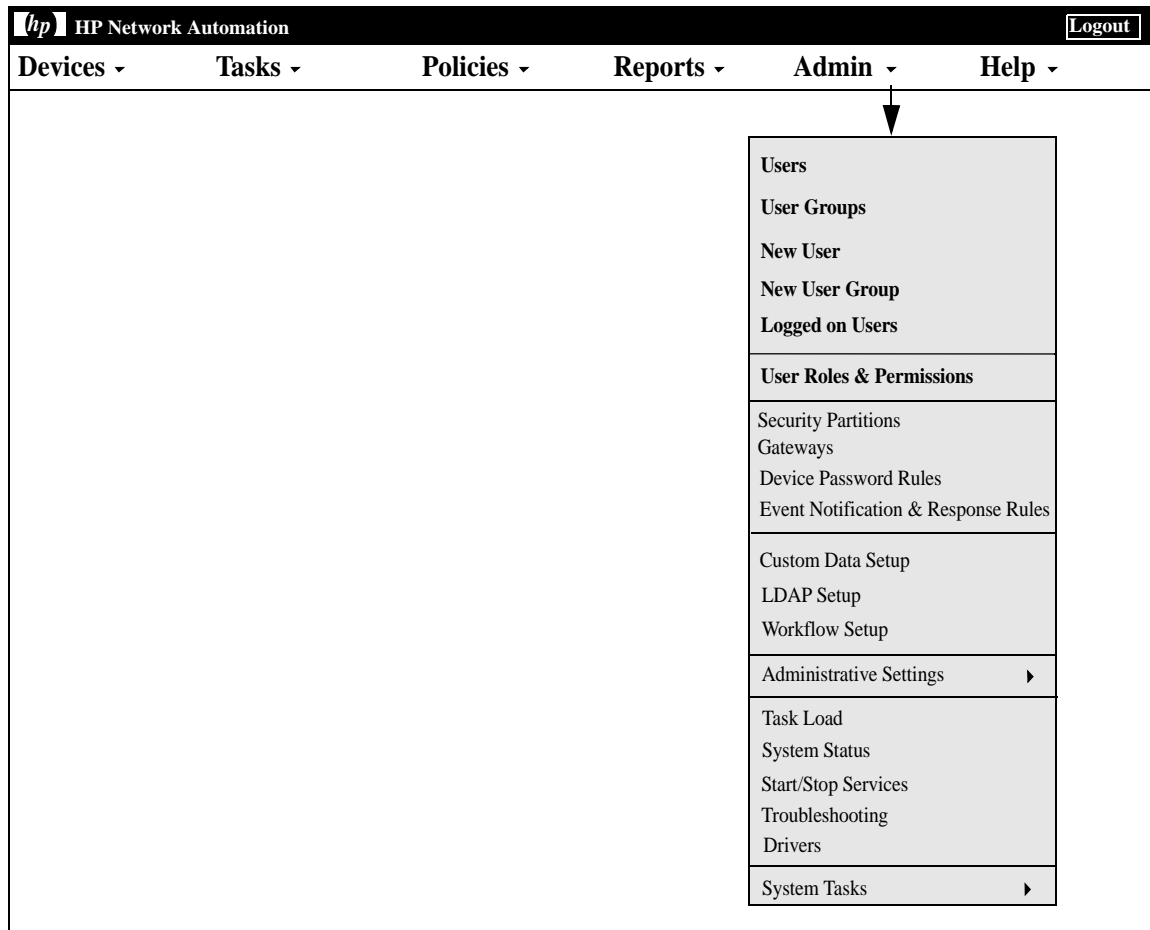 hp HP Network Automation Logout
Devices Tasks Policies Reports Admin Help
Users
User Groups
New User
New User Group
Logged on Users
User Roles & Permissions
Security Partitions
Gateways
Device Password Rules
Event Notification & Response Rules
Custom Data Setup
LDAP Setup
Workflow Setup
Administrative Settings
Task Load
System Status
Start/Stop Services
Troubleshooting
Drivers
System Tasks